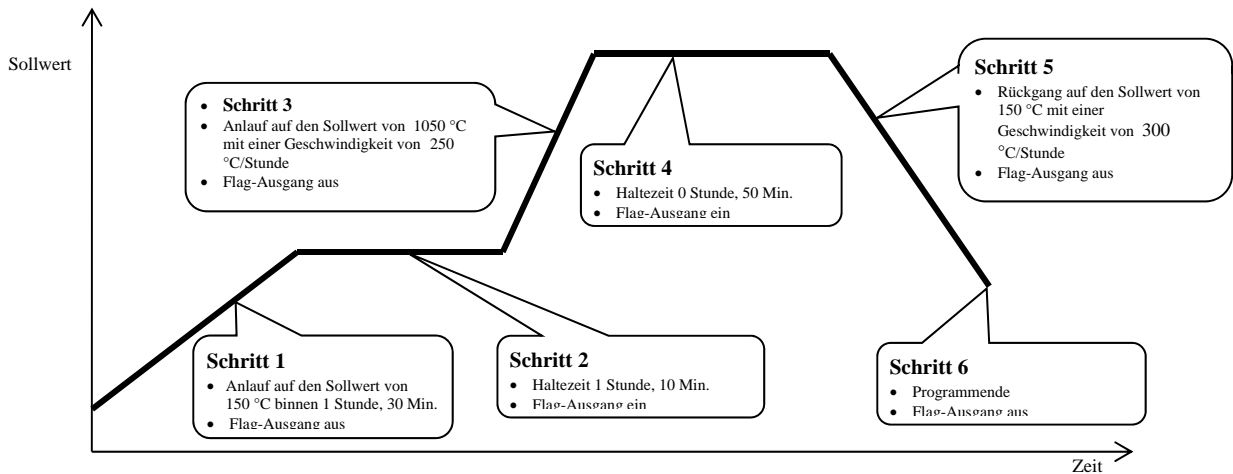 Sollwert
Schritt 3
• Anlauf auf den Sollwert von 1050 °C
mit einer Geschwindigkeit von 250
°C/Stunde
• Flag-Ausgang aus
Schritt 5
• Rückgang auf den Sollwert von
150 °C mit einer
Geschwindigkeit von 300
°C/Stunde
• Flag-Ausgang aus
Schritt 4
• Haltezeit 0 Stunde, 50 Min.
• Flag-Ausgang ein
Schritt 1
• Anlauf auf den Sollwert von
150 °C binnen 1 Stunde, 30 Min.
• Flag-Ausgang aus
Schritt 2
• Haltezeit 1 Stunde, 10 Min.
• Flag-Ausgang ein
Schritt 6
• Programmende
• Flag-Ausgang aus
Zeit